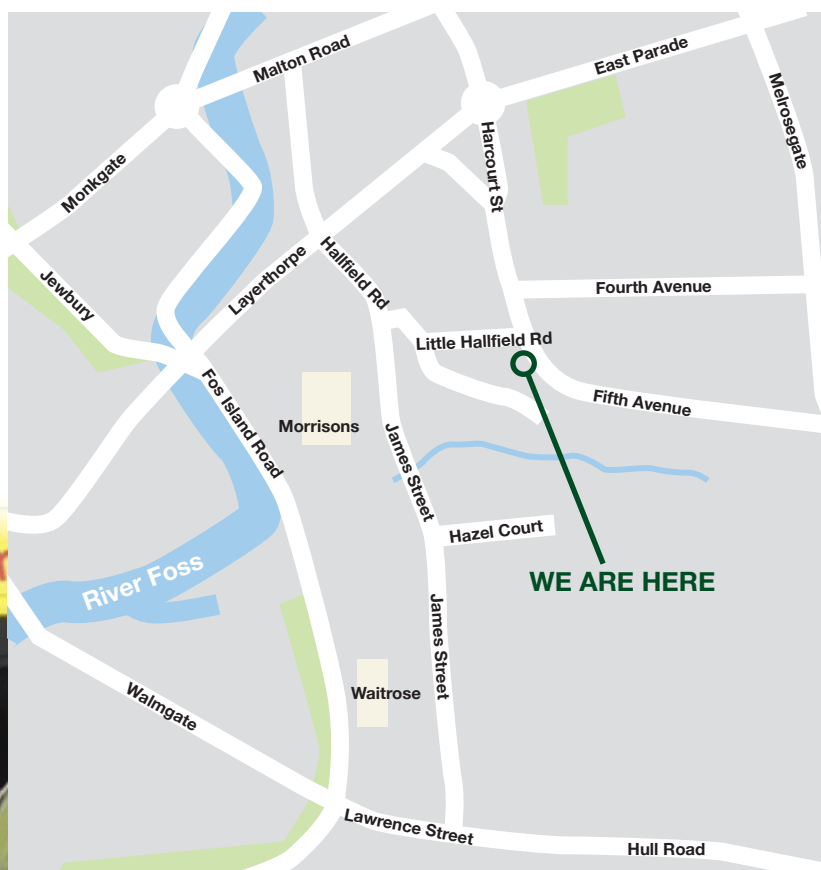 Malton Road
East Parade
Melrosegate
Harcourt St
Monkgate
Layerthorpe
Hallfield Rd
Jewbury
Fourth Avenue
Little Hallfield Rd
Fos Island Road
Fifth Avenue
Morrisons
James Street
Hazel Court
River Foss
WE ARE HERE
James Street
Waitrose
Walmgate
Lawrence Street
Hull Road